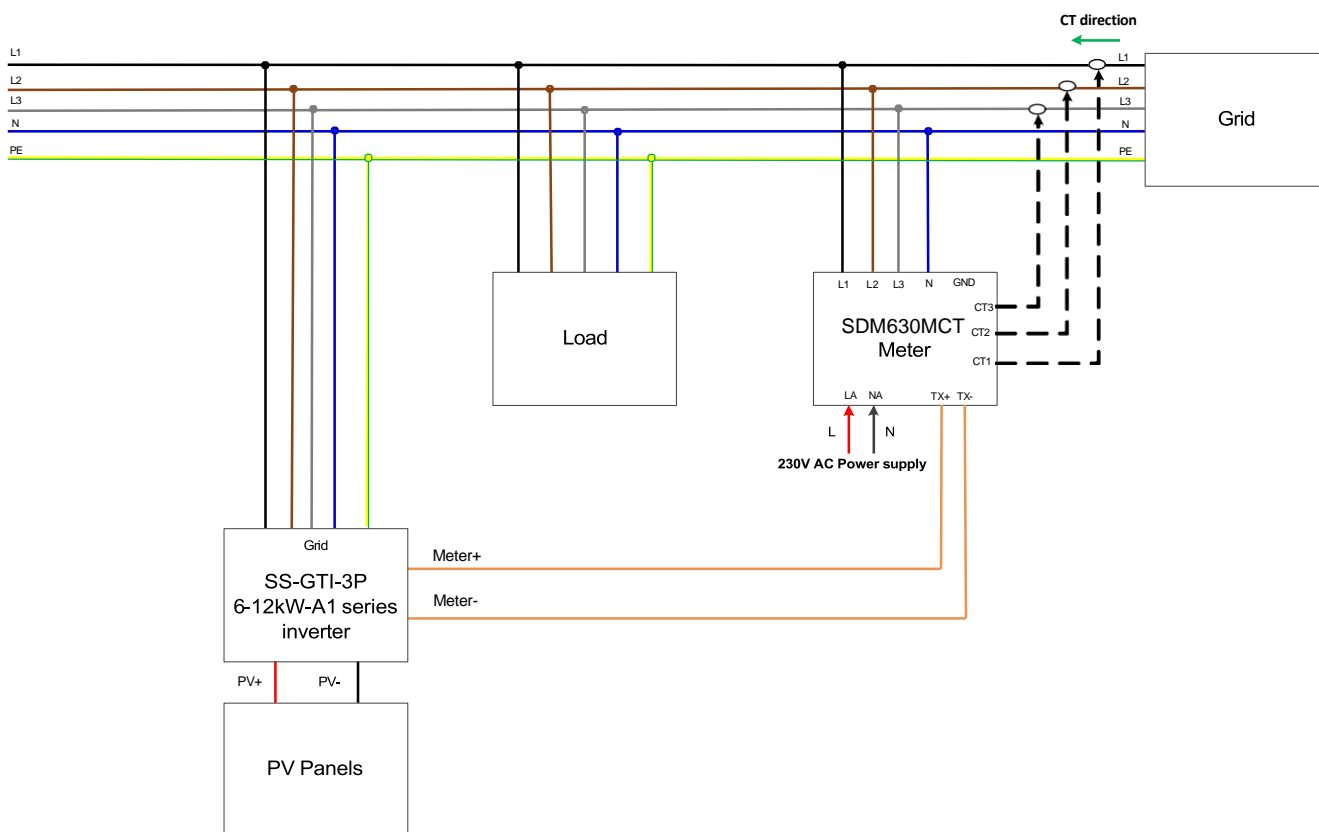 CT direction
L1
L2
L3
N
PE
L1
L2
L3
N
PE
Grid
Load
L1 L2 L3 N GND
SDM630MCT
Meter
CT3
CT2
CT1
LA NA TX+ TX-
L N
230V AC Power supply
Grid
SS-GTI-3P
6-12kW-A1 series
inverter
Meter+
Meter-
PV+ PV-
PV Panels